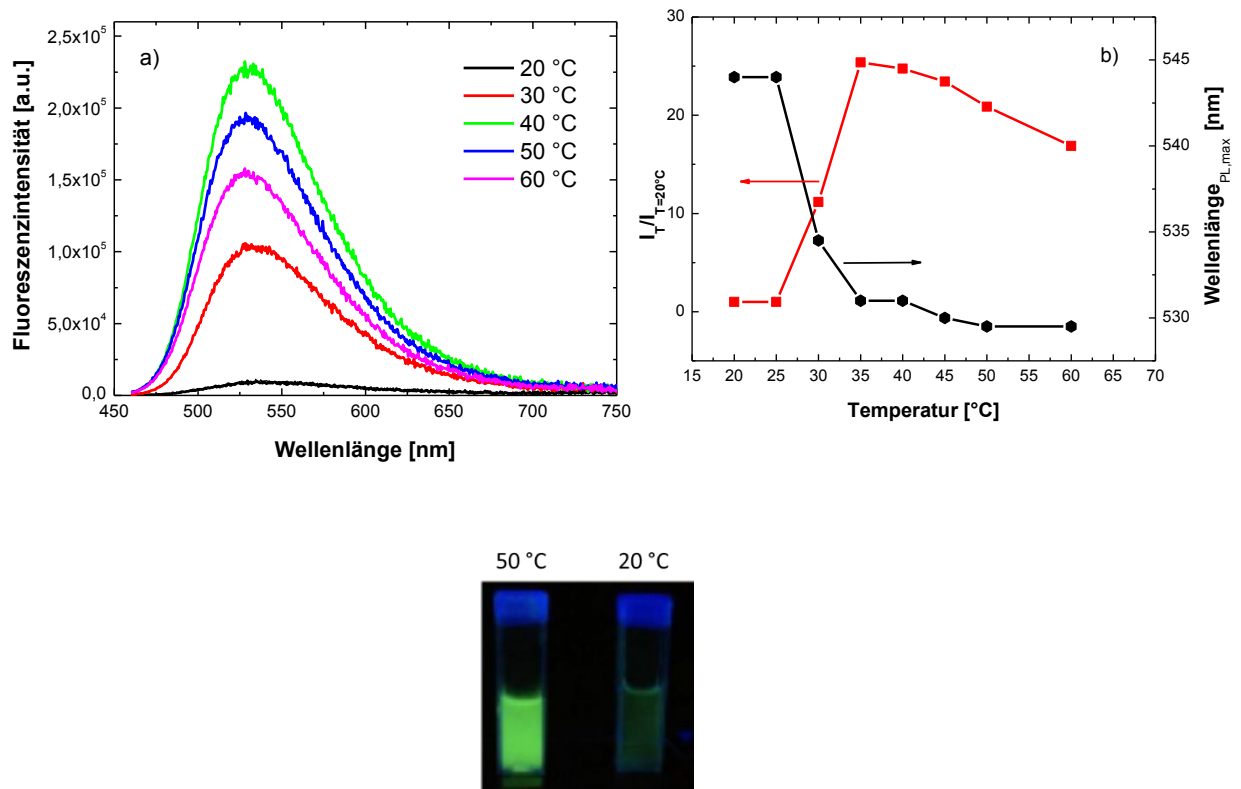 a)
Fluoreszenzintensität [a.u.]
2,5x10⁵
2,0x10⁵
1,5x10⁵
1,0x10⁵
5,0x10⁴
0,0
450 500 550 600 650 700 750
Wellenlänge [nm]
20 °C
30 °C
40 °C
50 °C
60 °C
b)
I_T/I_T=20°C
30
20
10
0
15 20 25 30 35 40 45 50 55 60 65 70
Temperatur [°C]
545
540
535
530
Wellenlänge_PL,max [nm]
50 °C 20 °C